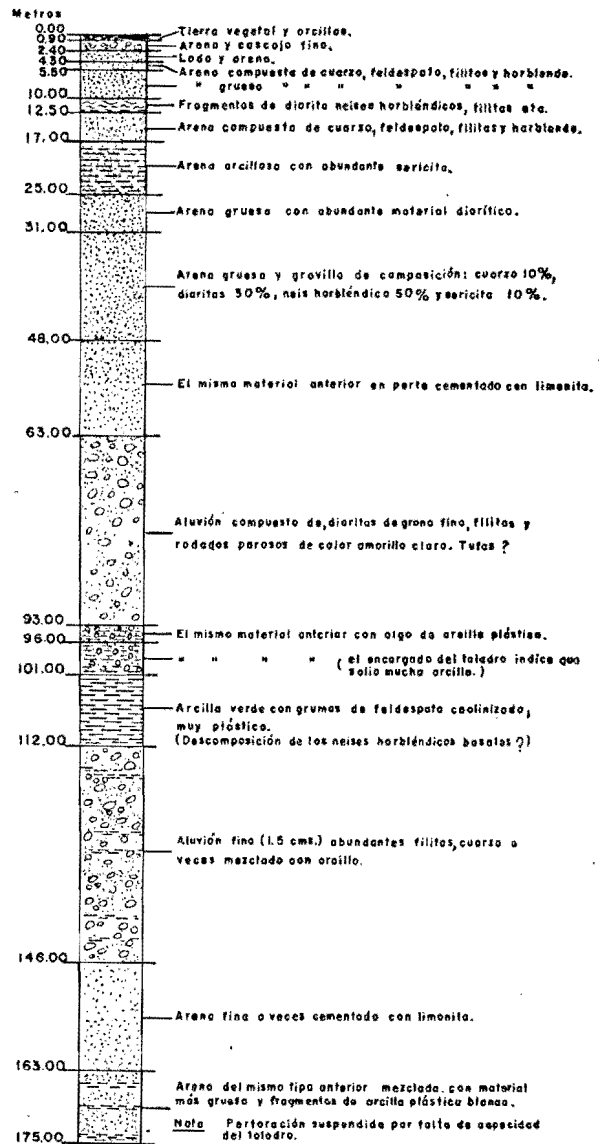 Metros
0.00
Tierra vegetal y arcillas.
0.90
Arena y cascajo fino.
2.40
Lodo y arena.
4.30
Arena compuesta de cuarzo, feldespato, filitas y horblenda.
5.50
" gruesa " " " " " "
10.00
Fragmentos de diorita neises horbléndicos, filitas eta.
12.50
Arena compuesta de cuarzo, feldespato, filitas y horblenda.
17.00
Arena arcillosa con abundante sericita.
25.00
Arena gruesa con abundante material diorítico.
31.00
Arena gruesa y gravilla de composición: cuarzo 10%,
dioritas 30%, neis horbléndico 50% y sericita 10%.
48.00
El mismo material anterior en parte cementado con limonita.
63.00
Aluvión compuesto de, dioritas de grano fino, filitas y
rodados porosos de color amarillo claro. Tufas ?
93.00
El mismo material anterior con algo de arcilla plástica.
96.00
" " " " ( el encargado del taladro indica que
salio mucha arcilla.)
101.00
Arcilla verde con grumos de feldespato caolinizado,
muy plástica.
(Descomposición de los neises horbléndicos basales ?)
112.00
Aluvión fino (1.5 cms.) abundantes filitas, cuarzo a
veces mezclado con arcilla.
146.00
Arena fina a veces cementado con limonita.
163.00
Arena del mismo tipo anterior mezclada con material
más gruesa y fragmentos de arcilla plástica blanca.
Nota Perforación suspendida por falta de capacidad
del taladro.
175.00